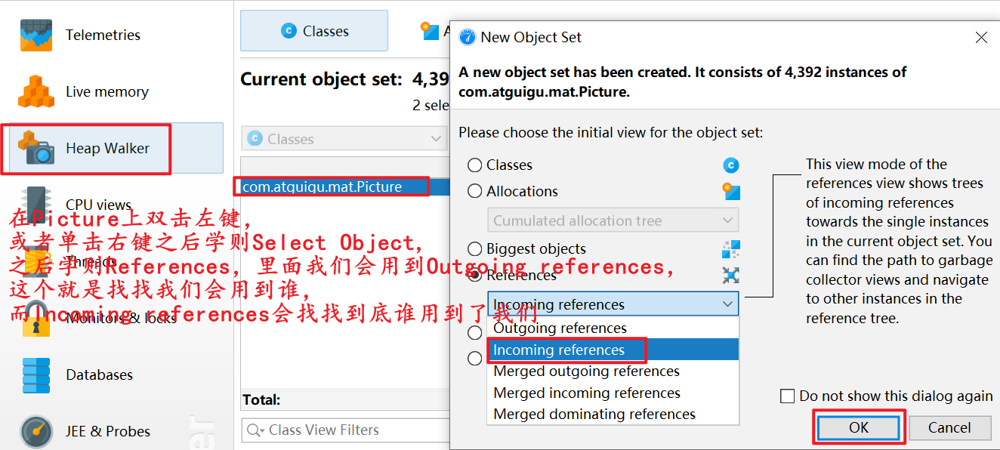 Telemetries
Live memory
Heap Walker
CPU views
Threads
Monitors & locks
Databases
JEE & Probes
Classes
Current object set: 4,39
2 sele
Classes
com.atguigu.mat.Picture
Total:
Class View Filters
在Picture上双击左键，
或者单击右键之后学则Select Object，
之后学则References，里面我们会用到Outgoing references，
这个就是找找我们会用到谁，
而Incoming references会找找到底谁用到了我们
New Object Set
A new object set has been created. It consists of 4,392 instances of
com.atguigu.mat.Picture.
Please choose the initial view for the object set:
Classes
Allocations
Cumulated allocation tree
Biggest objects
References
Incoming references
Outgoing references
Incoming references
Merged outgoing references
Merged incoming references
Merged dominating references
This view mode of the
references view shows trees
of incoming references
towards the single instances
in the current object set. You
can find the path to garbage
collector views and navigate
to other instances in the
reference tree.
Do not show this dialog again
OK
Cancel